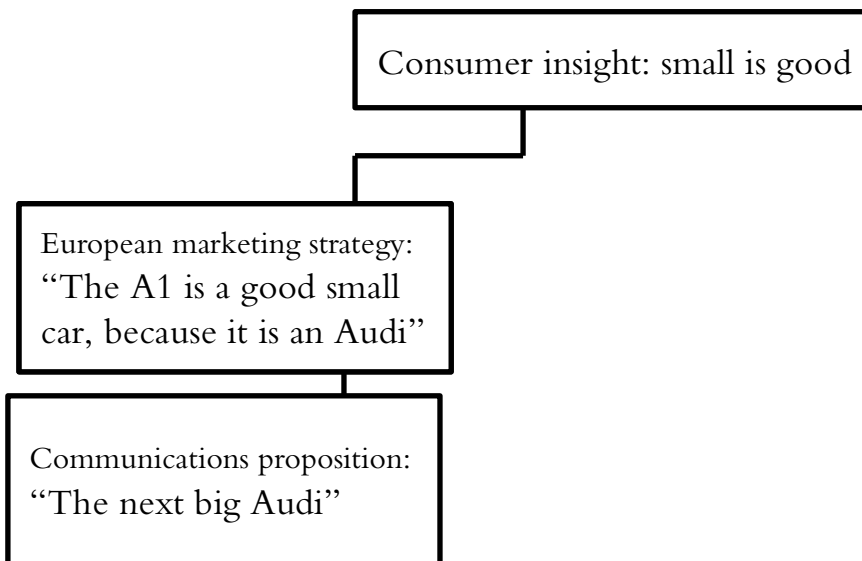 Consumer insight: small is good
European marketing strategy:
“The A1 is a good small
car, because it is an Audi”
Communications proposition:
“The next big Audi”